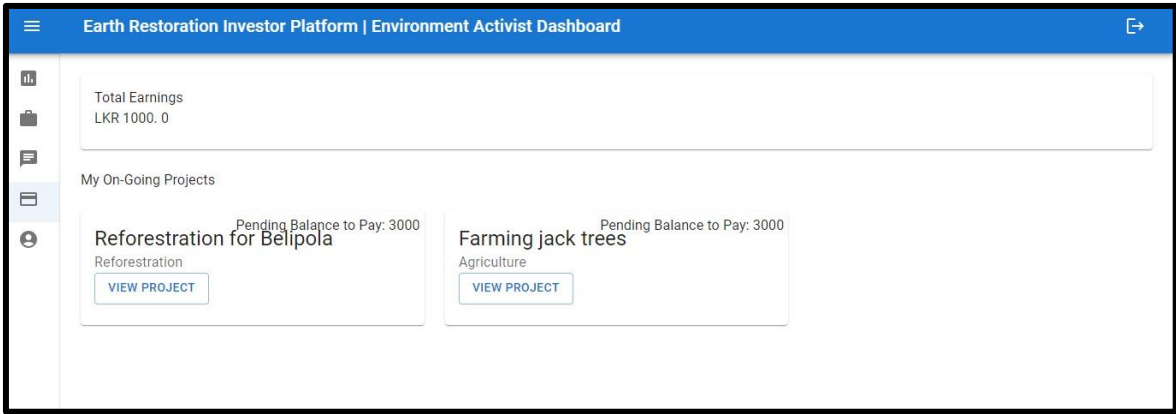 Earth Restoration Investor Platform | Environment Activist Dashboard
Total Earnings
LKR 1000. 0
My On-Going Projects
Pending Balance to Pay: 3000
Reforestration for Belipola
Reforestration
VIEW PROJECT
Pending Balance to Pay: 3000
Farming jack trees
Agriculture
VIEW PROJECT